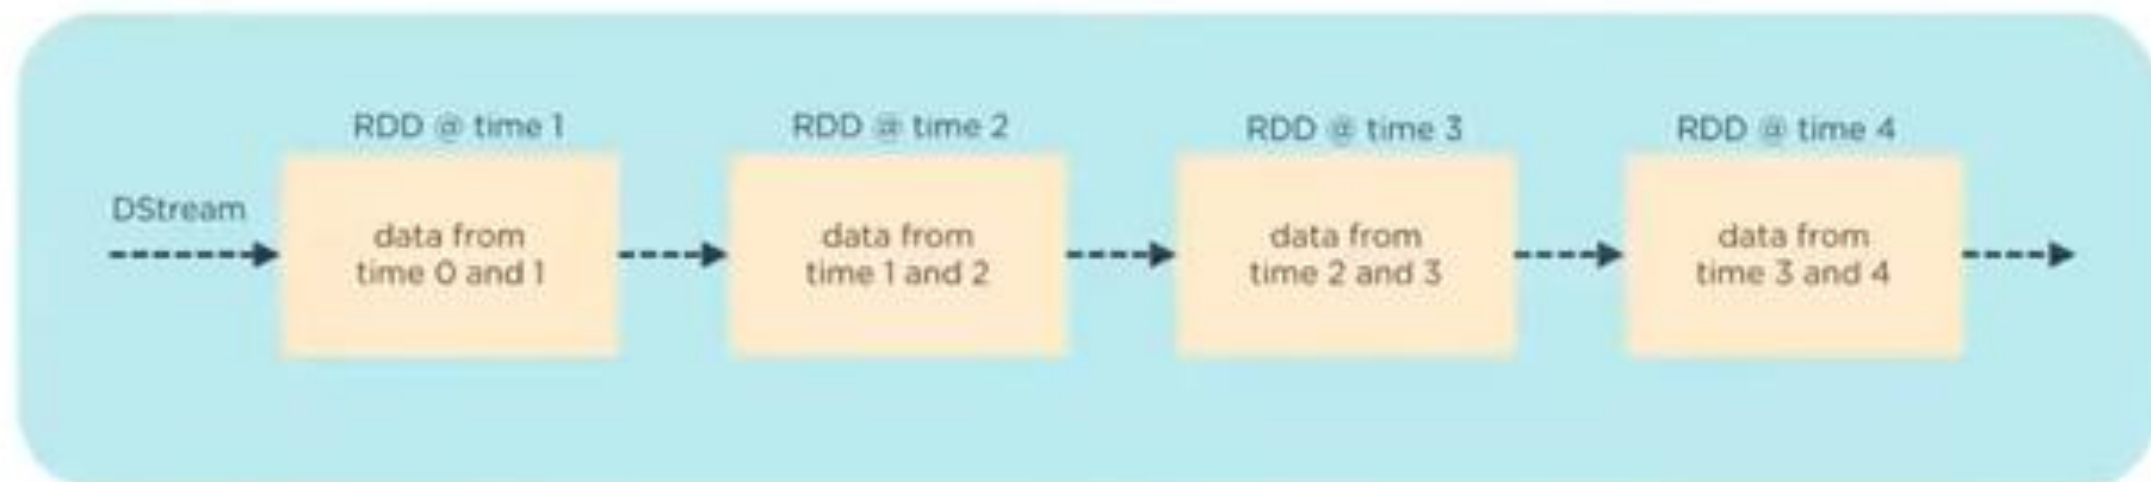 RDD @ time 1
RDD @ time 2
RDD @ time 3
RDD @ time 4
DStream
data from
time 0 and 1
data from
time 1 and 2
data from
time 2 and 3
data from
time 3 and 4